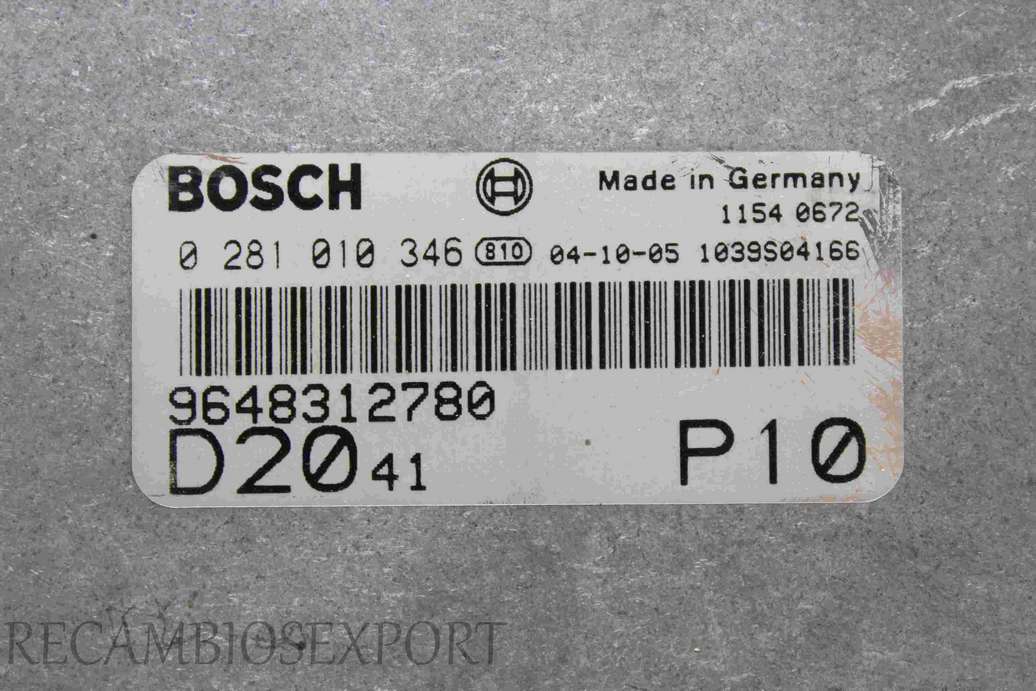 BOSCH Made in Germany
1154 0672
0 281 010 346 810 04-10-05 1039S04166
9648312780
D20 41 P10
RECAMBIOSEXPORT